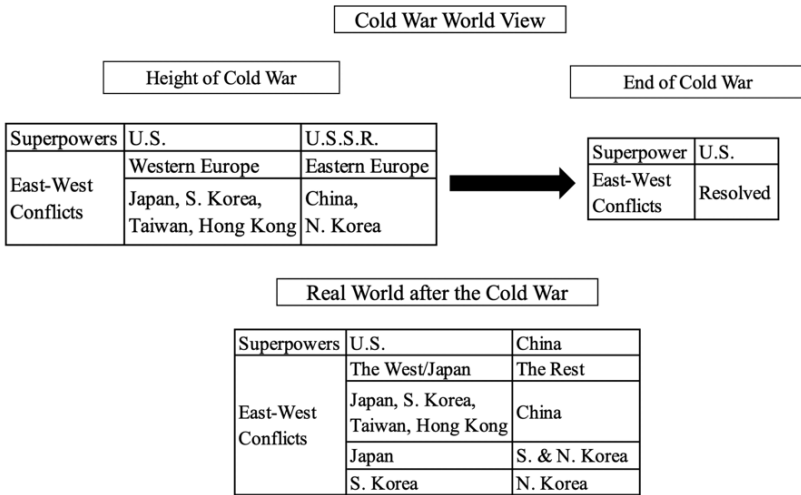 Cold War World View
Height of Cold War
End of Cold War
Superpowers U.S. U.S.S.R.
East-West Conflicts
Western Europe Eastern Europe
Japan, S. Korea,
Taiwan, Hong Kong
China,
N. Korea
Superpower U.S.
East-West
Conflicts
Resolved
Real World after the Cold War
Superpowers U.S. China
East-West
Conflicts
The West/Japan The Rest
Japan, S. Korea,
Taiwan, Hong Kong
China
Japan S. & N. Korea
S. Korea N. Korea